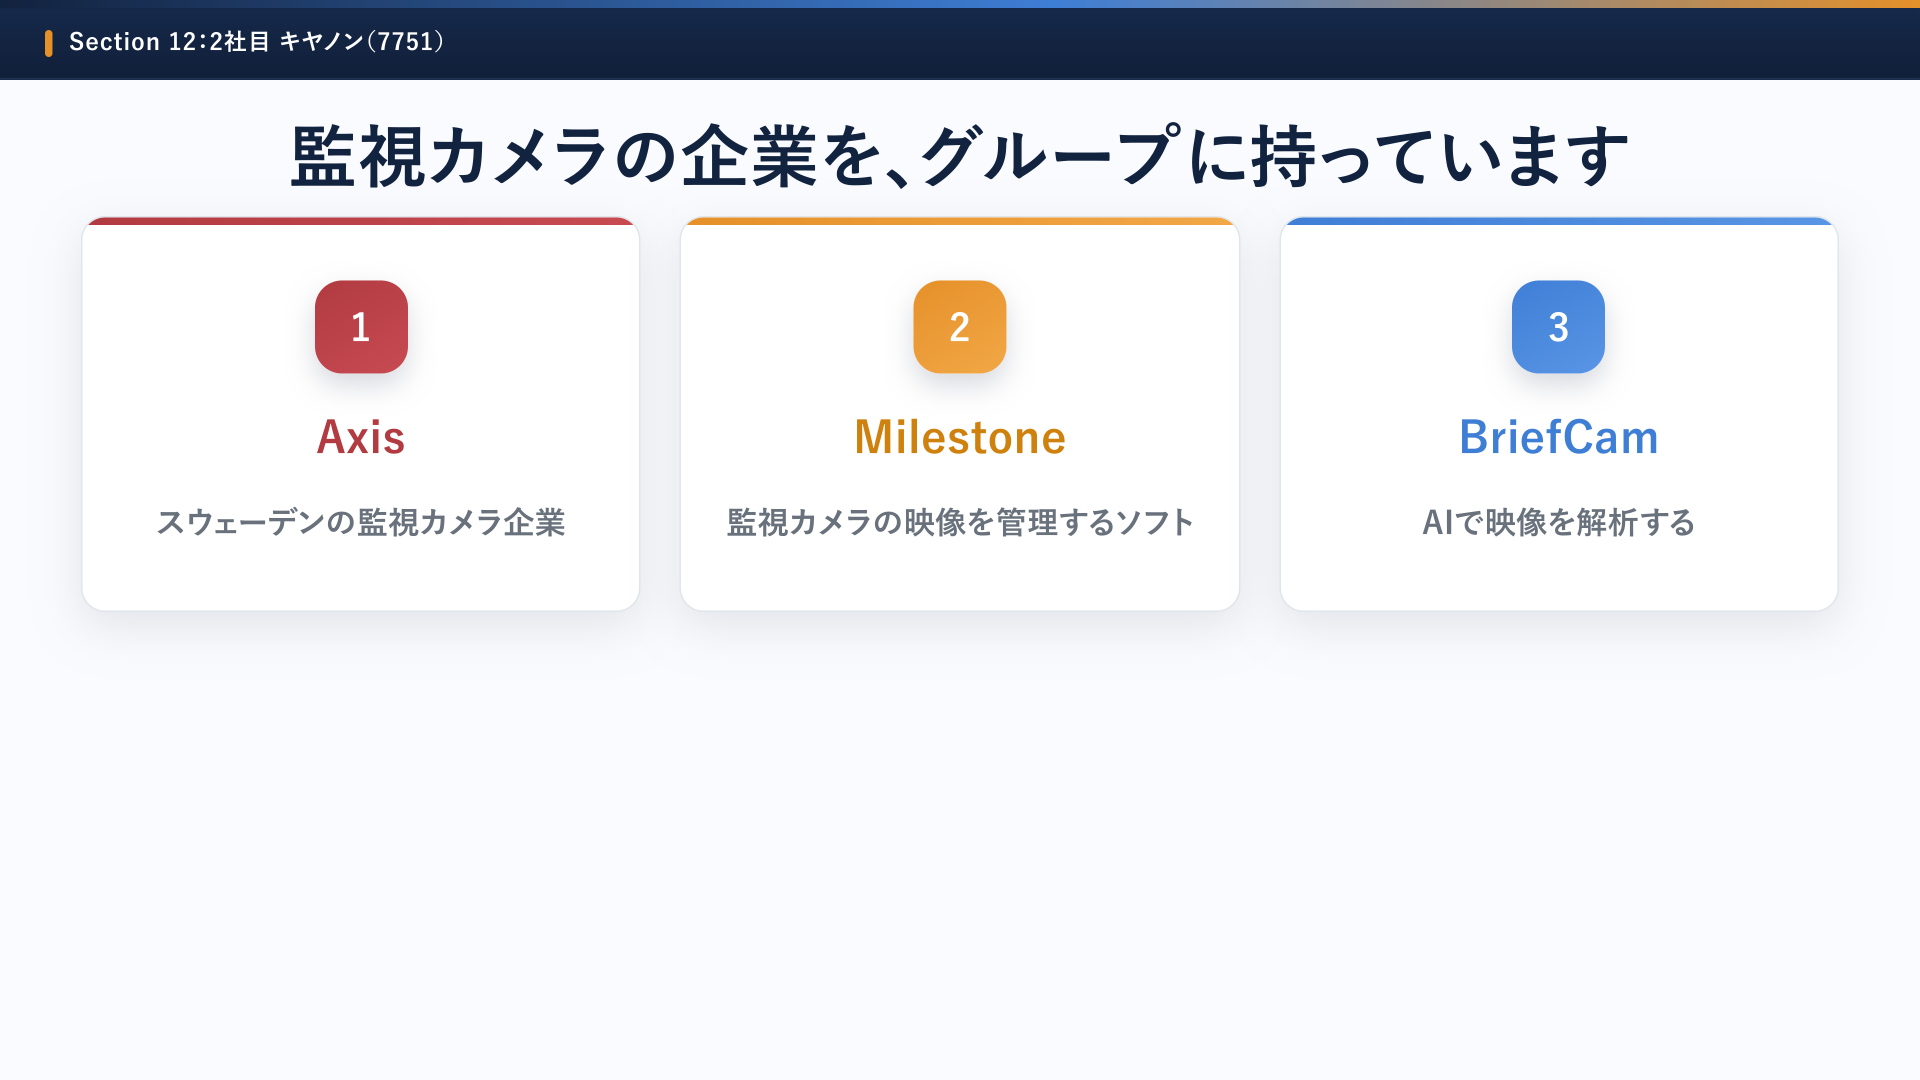 Section 12：2社目 キヤノン（7751）
監視カメラの企業を、グループに持っています
1
Axis
スウェーデンの監視カメラ企業
2
Milestone
監視カメラの映像を管理するソフト
3
BriefCam
AIで映像を解析する